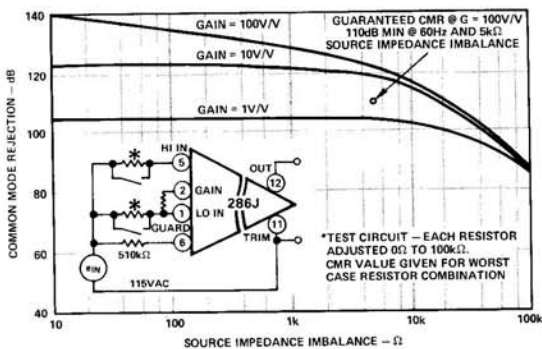 140
120
100
80
60
40
COMMON MODE REJECTION – dB
GAIN = 100V/V
GAIN = 10V/V
GAIN = 1V/V
GUARANTEED CMR @ G = 100V/V
110dB MIN @ 60Hz AND 5kΩ
SOURCE IMPEDANCE IMBALANCE
HI IN
*
5
2
GAIN
*
1
LO IN
GUARD
6
510kΩ
286J
OUT
12
11
TRIM
eIN
115VAC
*TEST CIRCUIT – EACH RESISTOR
ADJUSTED 0Ω TO 100kΩ.
CMR VALUE GIVEN FOR WORST
CASE RESISTOR COMBINATION
10
100
1k
10k
100k
SOURCE IMPEDANCE IMBALANCE – Ω